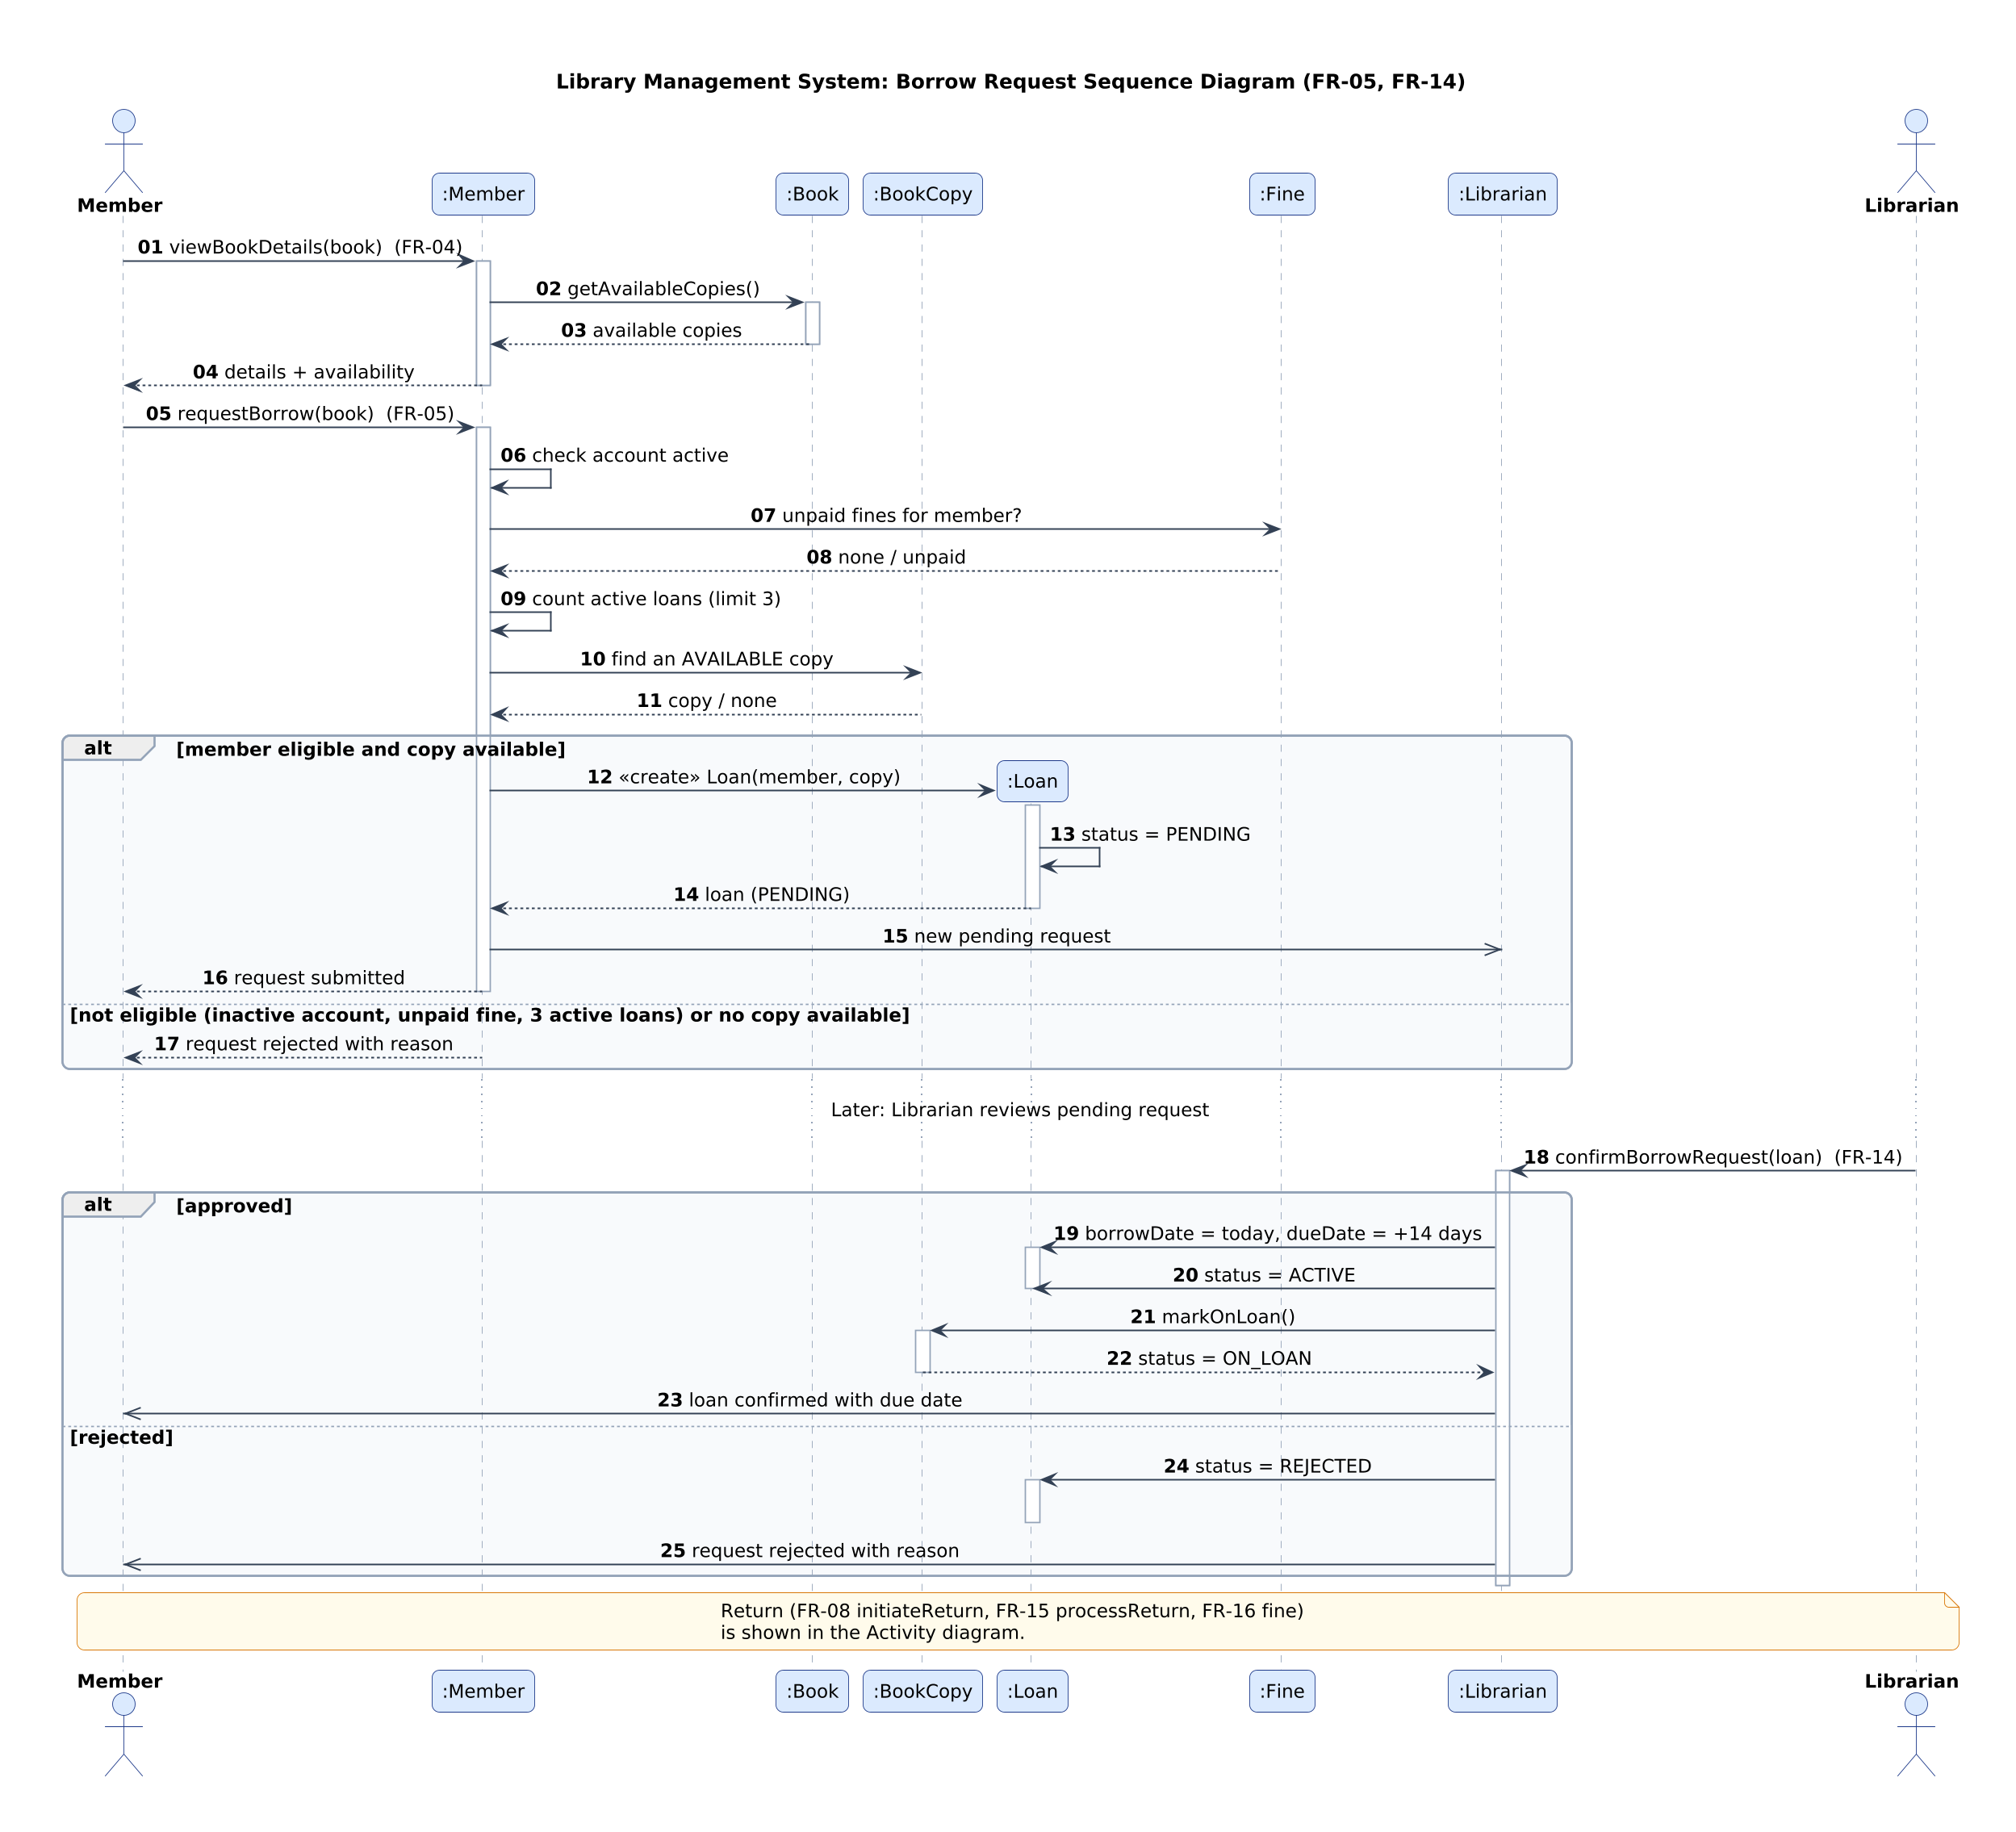 Library Management System: Borrow Request Sequence Diagram (FR-05, FR-14)
Member
:Member
:Book
:BookCopy
:Fine
:Librarian
Librarian
01 viewBookDetails(book)  (FR-04)
02 getAvailableCopies()
03 available copies
04 details + availability
05 requestBorrow(book)  (FR-05)
06 check account active
07 unpaid fines for member?
08 none / unpaid
09 count active loans (limit 3)
10 find an AVAILABLE copy
11 copy / none
alt
[member eligible and copy available]
12 «create» Loan(member, copy)
:Loan
13 status = PENDING
14 loan (PENDING)
15 new pending request
16 request submitted
[not eligible (inactive account, unpaid fine, 3 active loans) or no copy available]
17 request rejected with reason
Later: Librarian reviews pending request
18 confirmBorrowRequest(loan)  (FR-14)
alt
[approved]
19 borrowDate = today, dueDate = +14 days
20 status = ACTIVE
21 markOnLoan()
22 status = ON_LOAN
23 loan confirmed with due date
[rejected]
24 status = REJECTED
25 request rejected with reason
Return (FR-08 initiateReturn, FR-15 processReturn, FR-16 fine)
is shown in the Activity diagram.
Member
:Member
:Book
:BookCopy
:Loan
:Fine
:Librarian
Librarian